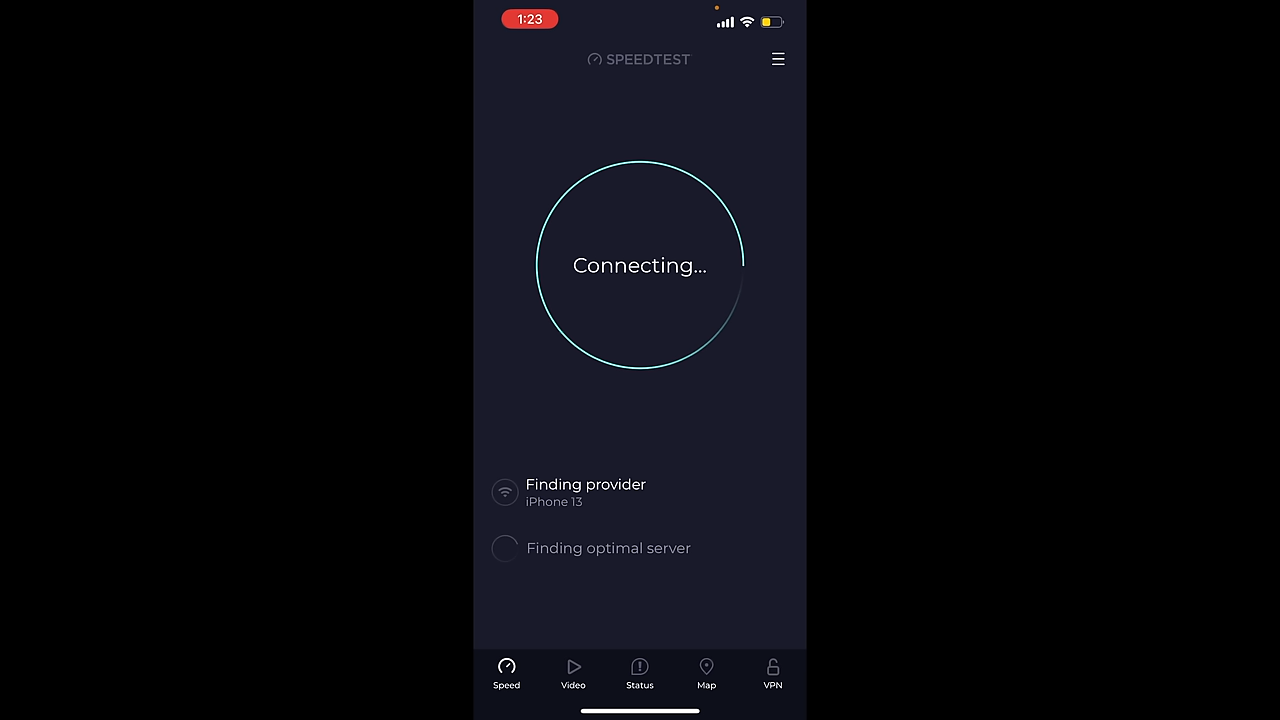 1:23
SPEEDTEST
Connecting...
Finding provider
iPhone 13
Finding optimal server
Speed Video Status Map VPN